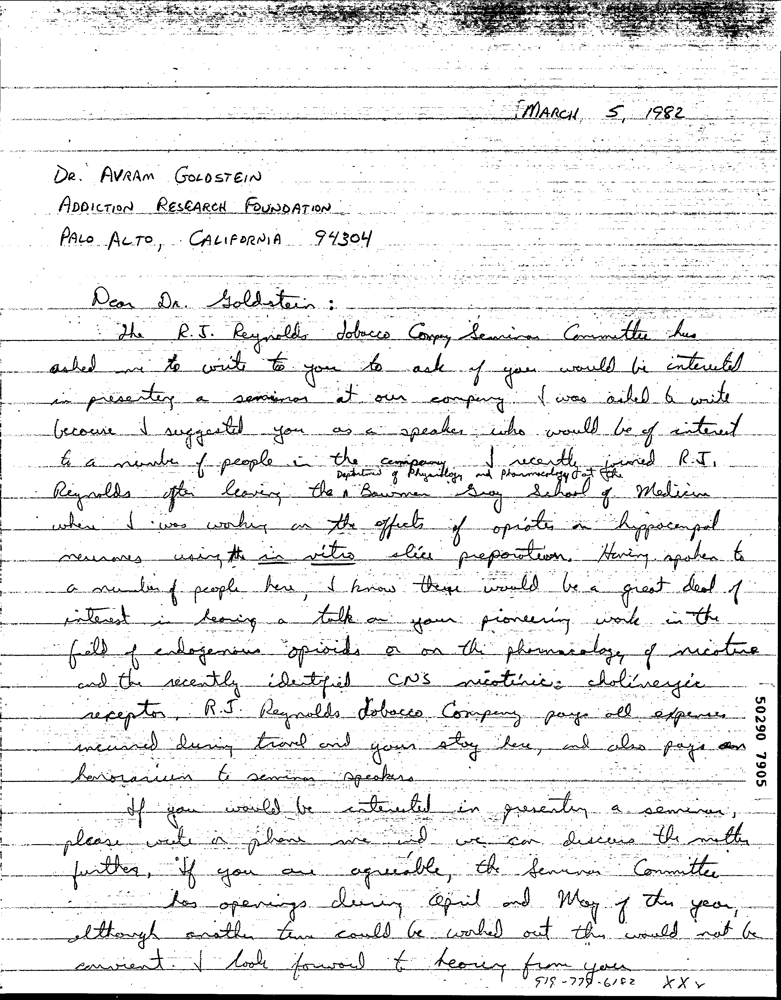 MARCH 5, 1982
DR. AVRAM GOLDSTEIN
ADDICTION RESEARCH FOUNDATION
PALO ALTO, CALIFORNIA 94304
Dear Dr. Goldstein:
The R.J. Reynolds Tobacco Company Seminar Committee has
asked me to write to you to ask if you would be interested
in presenting a seminar at our company. I was asked to write
because I suggested you as a speaker who would be of interest
to a number of people in the company. I recently joined R.J.
Department of Physiology and Pharmacology at the
Reynolds after leaving the Bowman Gray School of Medicine
where I was working on the effects of opiates on hippocampal
neurones using the in vitro slice preparation. Having spoken to
a number of people here, I know there would be a great deal of
interest in hearing a talk on your pioneering work in the
field of endogenous opioids or on the pharmacology of nicotine
and the recently identified CNS nicotinic cholinergic
receptor. R.J. Reynolds Tobacco Company pays all expenses
incurred during travel and your stay here, and also pays an
honorarium to seminar speakers.
If you would be interested in presenting a seminar,
please write or phone me and we can discuss the matter
further. If you are agreeable, the Seminar Committee
has openings during April and May of this year,
although another time could be worked out this would not be
convient. I look forward to hearing from you
919-779-6182 XXX
50290 7905